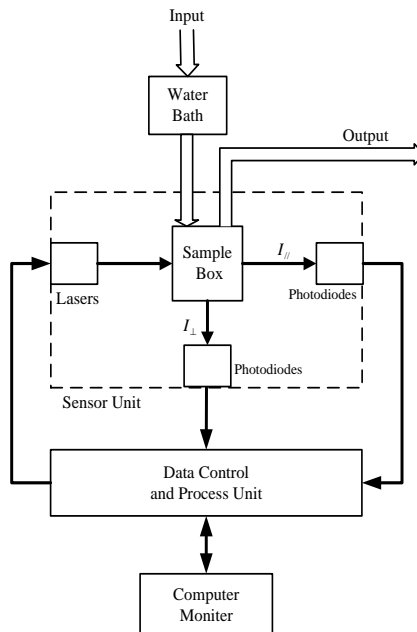 Input
Water
Bath
Output
Sample
Box
I//
Lasers
Photodiodes
I⊥
Photodiodes
Sensor Unit
Data Control
and Process Unit
Computer
Moniter